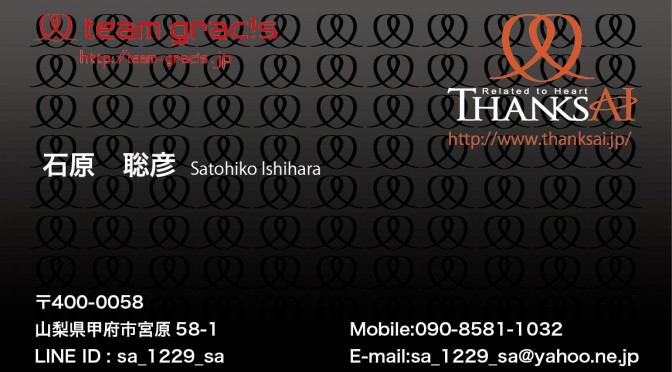 team grac!s
http://team-grac!s.jp
Related to Heart
THANKSAI
http://www.thanksai.jp/
石原 聡彦 Satohiko Ishihara
〒400-0058
山梨県甲府市宮原 58-1
LINE ID : sa_1229_sa
Mobile:090-8581-1032
E-mail:sa_1229_sa@yahoo.ne.jp